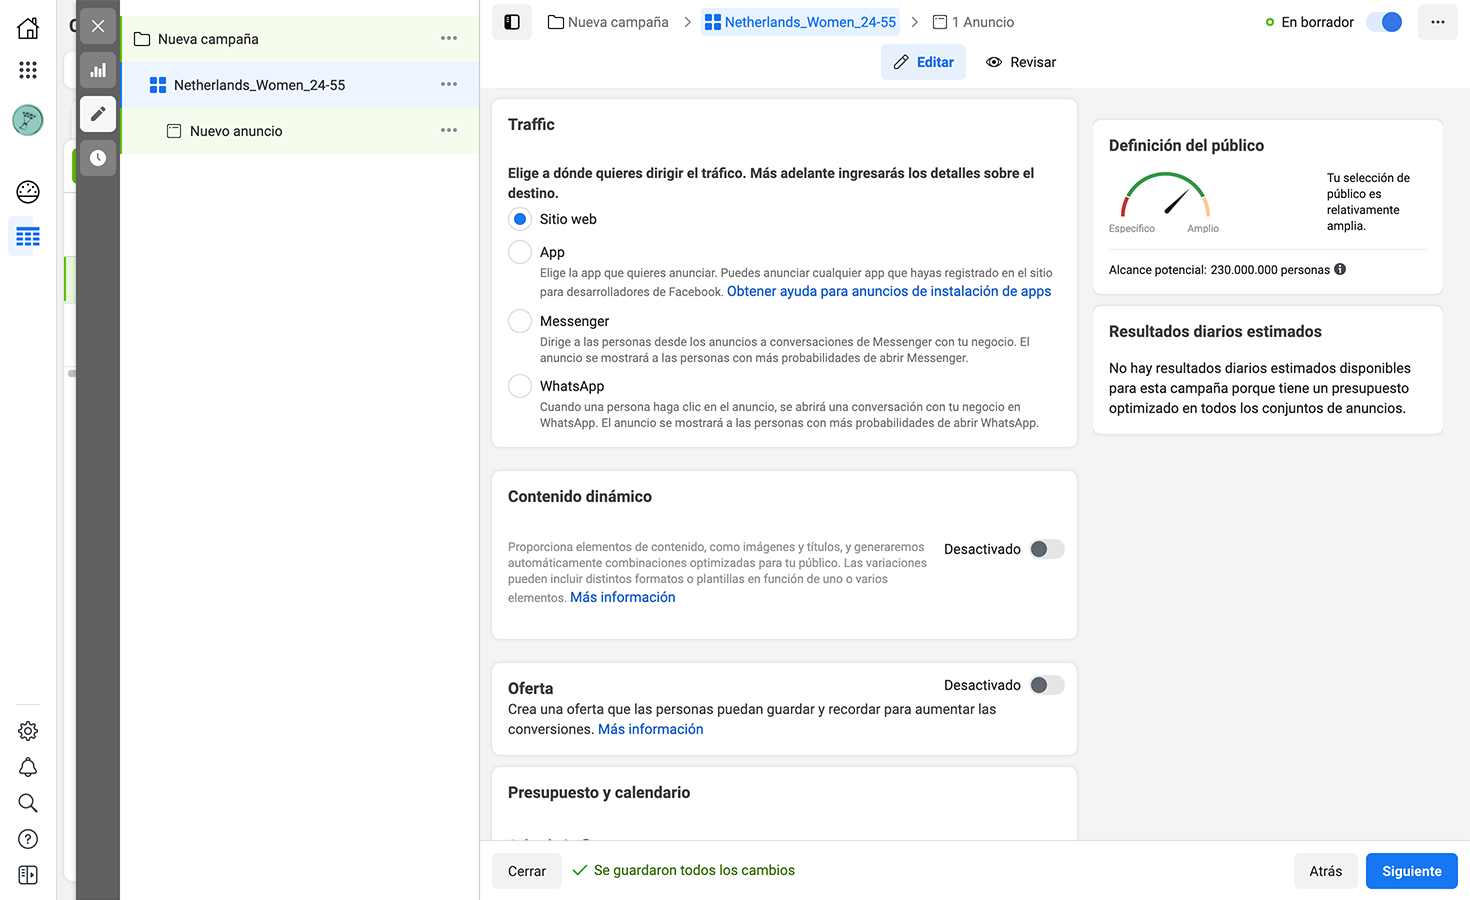 Nueva campaña
Netherlands_Women_24-55
Nuevo anuncio
Nueva campaña
Netherlands_Women_24-55
1 Anuncio
En borrador
Editar
Revisar
Traffic
Elige a dónde quieres dirigir el tráfico. Más adelante ingresarás los detalles sobre el
destino.
Sitio web
App
Elige la app que quieres anunciar. Puedes anunciar cualquier app que hayas registrado en el sitio
para desarrolladores de Facebook. Obtener ayuda para anuncios de instalación de apps
Messenger
Dirige a las personas desde los anuncios a conversaciones de Messenger con tu negocio. El
anuncio se mostrará a las personas con más probabilidades de abrir Messenger.
WhatsApp
Cuando una persona haga clic en el anuncio, se abrirá una conversación con tu negocio en
WhatsApp. El anuncio se mostrará a las personas con más probabilidades de abrir WhatsApp.
Contenido dinámico
Proporciona elementos de contenido, como imágenes y títulos, y generaremos
automáticamente combinaciones optimizadas para tu público. Las variaciones
pueden incluir distintos formatos o plantillas en función de uno o varios
elementos. Más información
Desactivado
Oferta
Desactivado
Crea una oferta que las personas puedan guardar y recordar para aumentar las
conversiones. Más información
Presupuesto y calendario
Definición del público
Específico
Amplio
Tu selección de
público es
relativamente
amplia.
Alcance potencial: 230.000.000 personas
Resultados diarios estimados
No hay resultados diarios estimados disponibles
para esta campaña porque tiene un presupuesto
optimizado en todos los conjuntos de anuncios.
Cerrar
Se guardaron todos los cambios
Atrás
Siguiente